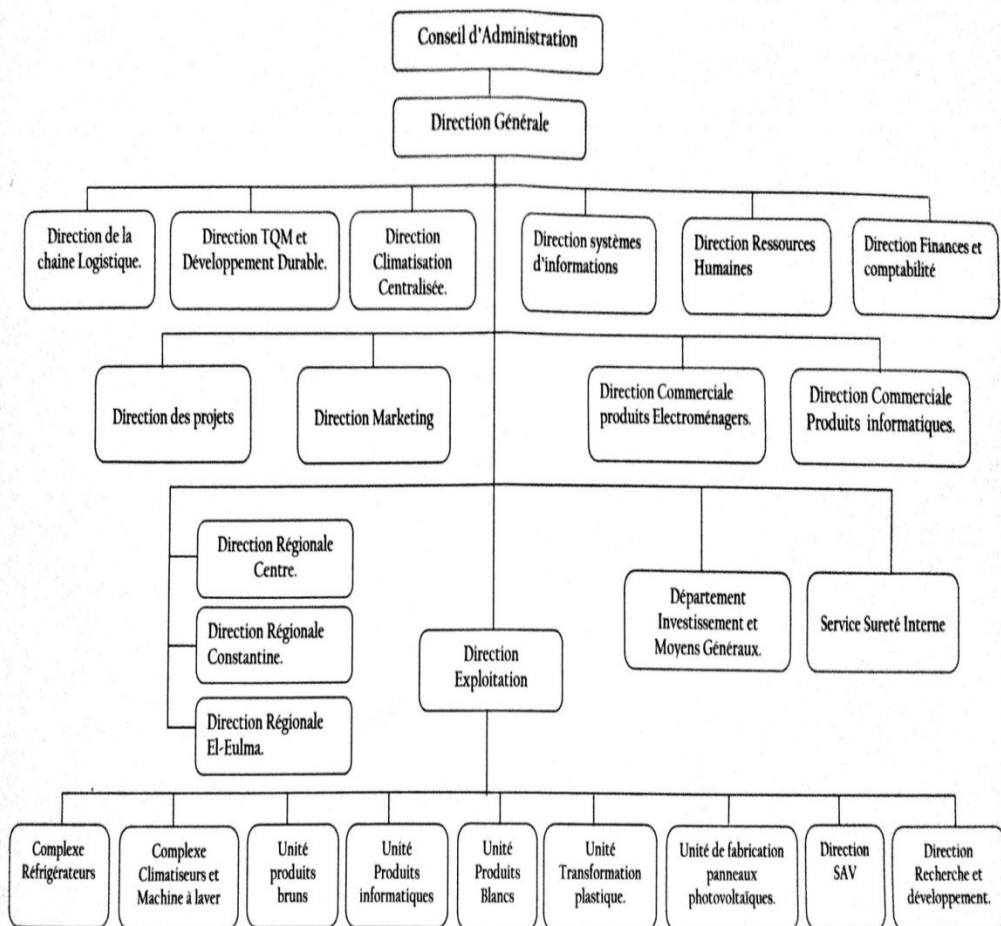 Conseil d'Administration
Direction Générale
Direction de la
chaine Logistique.
Direction TQM et
Développement Durable.
Direction
Climatisation
Centralisée.
Direction systèmes
d'informations
Direction Ressources
Humaines
Direction Finances et
comptabilité
Direction des projets
Direction Marketing
Direction Commerciale
produits Electroménagers.
Direction Commerciale
Produits informatiques.
Direction Régionale
Centre.
Direction Régionale
Constantine.
Direction Régionale
El-Eulma.
Direction
Exploitation
Département
Investissement et
Moyens Généraux.
Service Sureté Interne
Complexe
Réfrigérateurs
Complexe
Climatiseurs et
Machine à laver
Unité
produits
bruns
Unité
Produits
informatiques
Unité
Produits
Blancs
Unité
Transformation
plastique.
Unité de fabrication
panneaux
photovoltaïques.
Direction
SAV
Direction
Recherche et
développement.